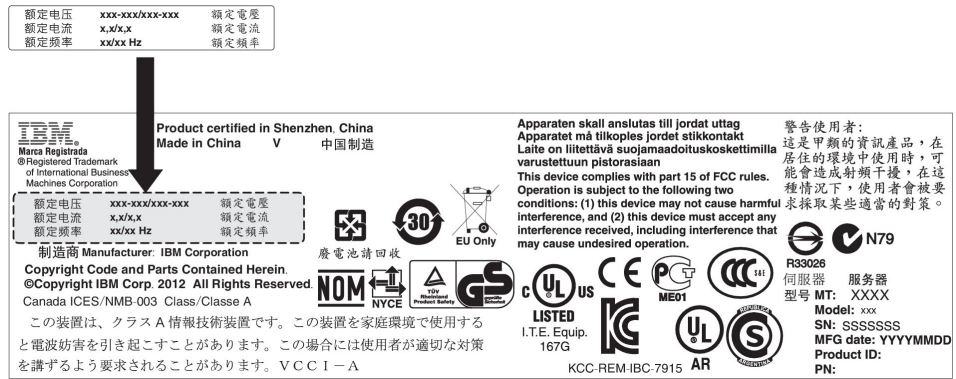 额定电压 xxx-xxx/xxx-xxx 額定電壓
额定电流 x,x/x,x 額定電流
额定频率 xx/xx Hz 額定頻率
IBM®
Marca Registrada
® Registered Trademark
of International Business
Machines Corporation
Product certified in Shenzhen, China
Made in China V 中国制造
额定电压 xxx-xxx/xxx-xxx 額定電壓
额定电流 x,x/x,x 額定電流
额定频率 xx/xx Hz 額定頻率
制造商 Manufacturer: IBM Corporation
Copyright Code and Parts Contained Herein.
©Copyright IBM Corp. 2012 All Rights Reserved.
Canada ICES/NMB-003 Class/Classe A
この装置は、クラス A 情報技術装置です。この装置を家庭環境で使用する
と電波妨害を引き起こすことがあります。この場合には使用者が適切な対策
を講ずるよう要求されることがあります。VCCI-A
廢電池請回收
30
EU Only
NOM
NYCE
TÜV
Rheinland
Product Safety
GS
geprüfte
Sicherheit
Apparaten skall anslutas till jordat uttag
Apparatet må tilkoples jordet stikkontakt
Laite on liitettävä suojamaadoituskoskettimilla
varustettuun pistorasiaan
This device complies with part 15 of FCC rules.
Operation is subject to the following two
conditions: (1) this device may not cause harmful
interference, and (2) this device must accept any
interference received, including interference that
may cause undesired operation.
C UL US
LISTED
I.T.E. Equip.
167G
CE
KCC-REM-IBC-7915
PCT
ME01
CCC S&E
UL
AR
REPUBLICA
S
ARGENTINA
警告使用者:
這是甲類的資訊產品，在
居住的環境中使用時，可
能會造成射頻干擾，在這
種情況下，使用者會被要
求採取某些適當的對策。
R33026
N79
伺服器 服务器
型号 MT: XXXX
Model: xxx
SN: SSSSSSS
MFG date: YYYYMMDD
Product ID:
PN: